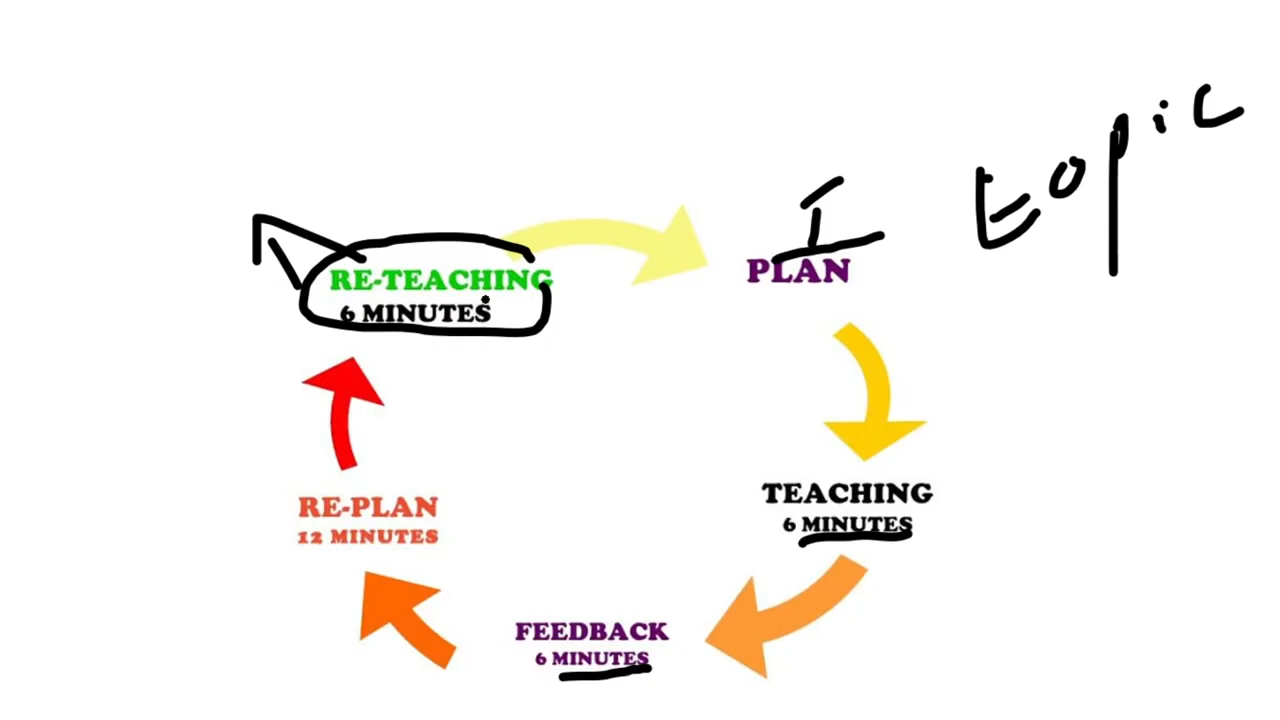 I topic
PLAN
RE-TEACHING
6 MINUTES
TEACHING
6 MINUTES
RE-PLAN
12 MINUTES
FEEDBACK
6 MINUTES